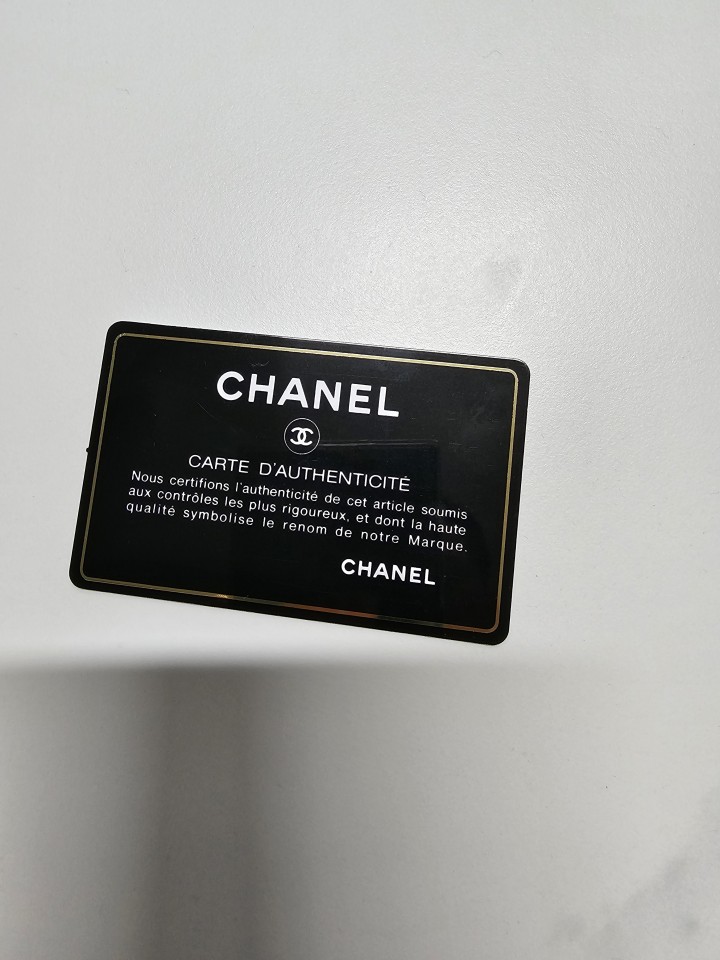 CHANEL
CARTE D'AUTHENTICITÉ
Nous certifions l'authenticité de cet article soumis
aux contrôles les plus rigoureux, et dont la haute
qualité symbolise le renom de notre Marque.
CHANEL